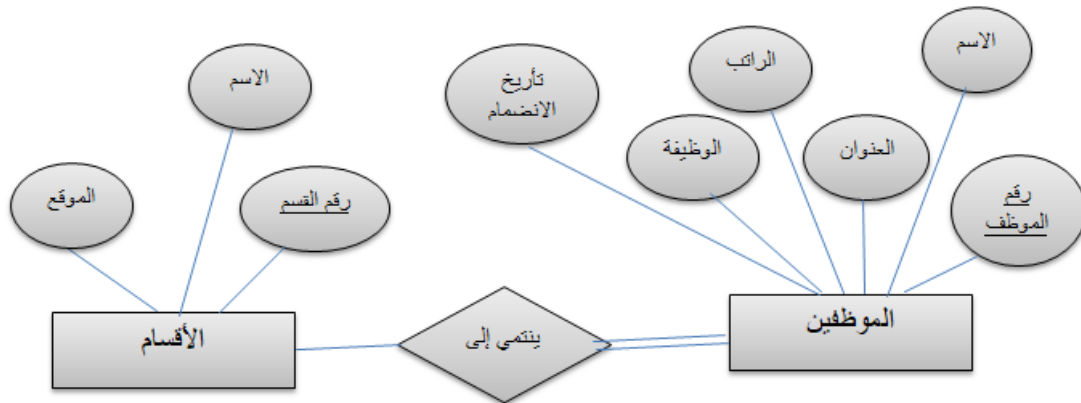 الاسم
الراتب
تأريخ
الانضمام
الاسم
الوظيفة
العنوان
الموقع
رقم القسم
رقم
الموظف
الموظفين
ينتمي إلى
الأقسام